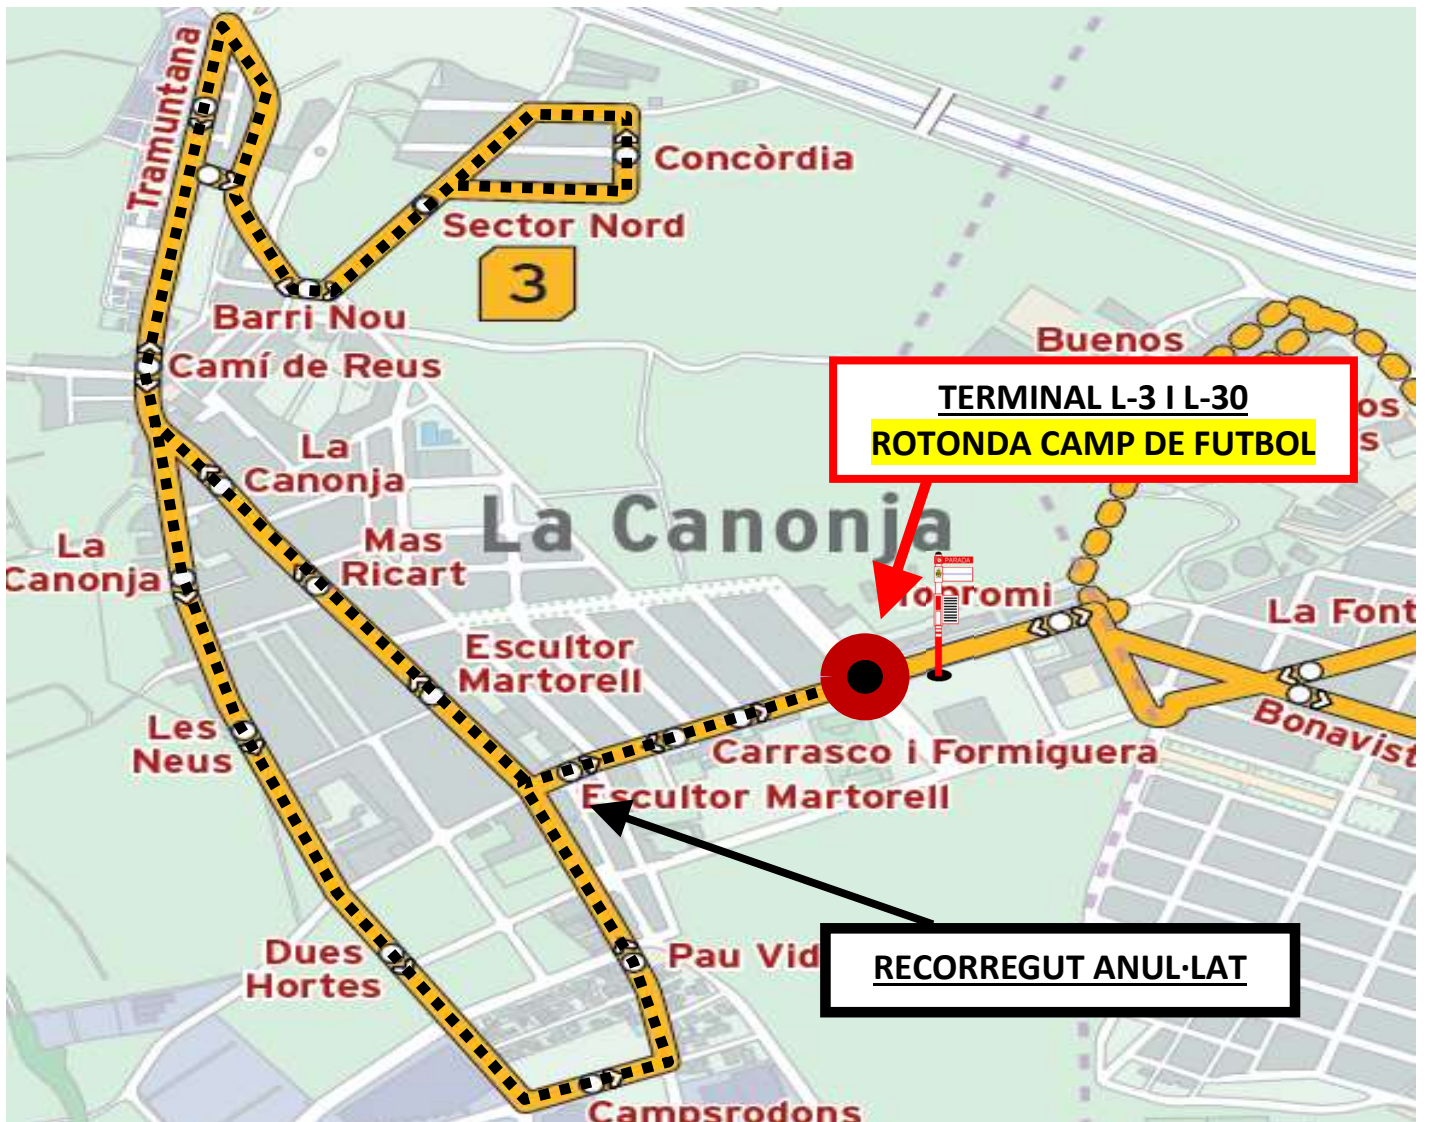 Tramuntana
Concòrdia
Sector Nord
3
Barri Nou
Camí de Reus
Buenos
TERMINAL L-3 I L-30
ROTONDA CAMP DE FUTBOL
os
s
La
Canonja
La Canonja
La
Canonja
Mas
Ricart
PARADA
La Font
Escultor
Martorell
Les
Neus
Bonavist
Carrasco i Formiguera
Escultor Martorell
Dues
Hortes
Pau Vid
RECORREGUT ANUL·LAT
Campsrodons